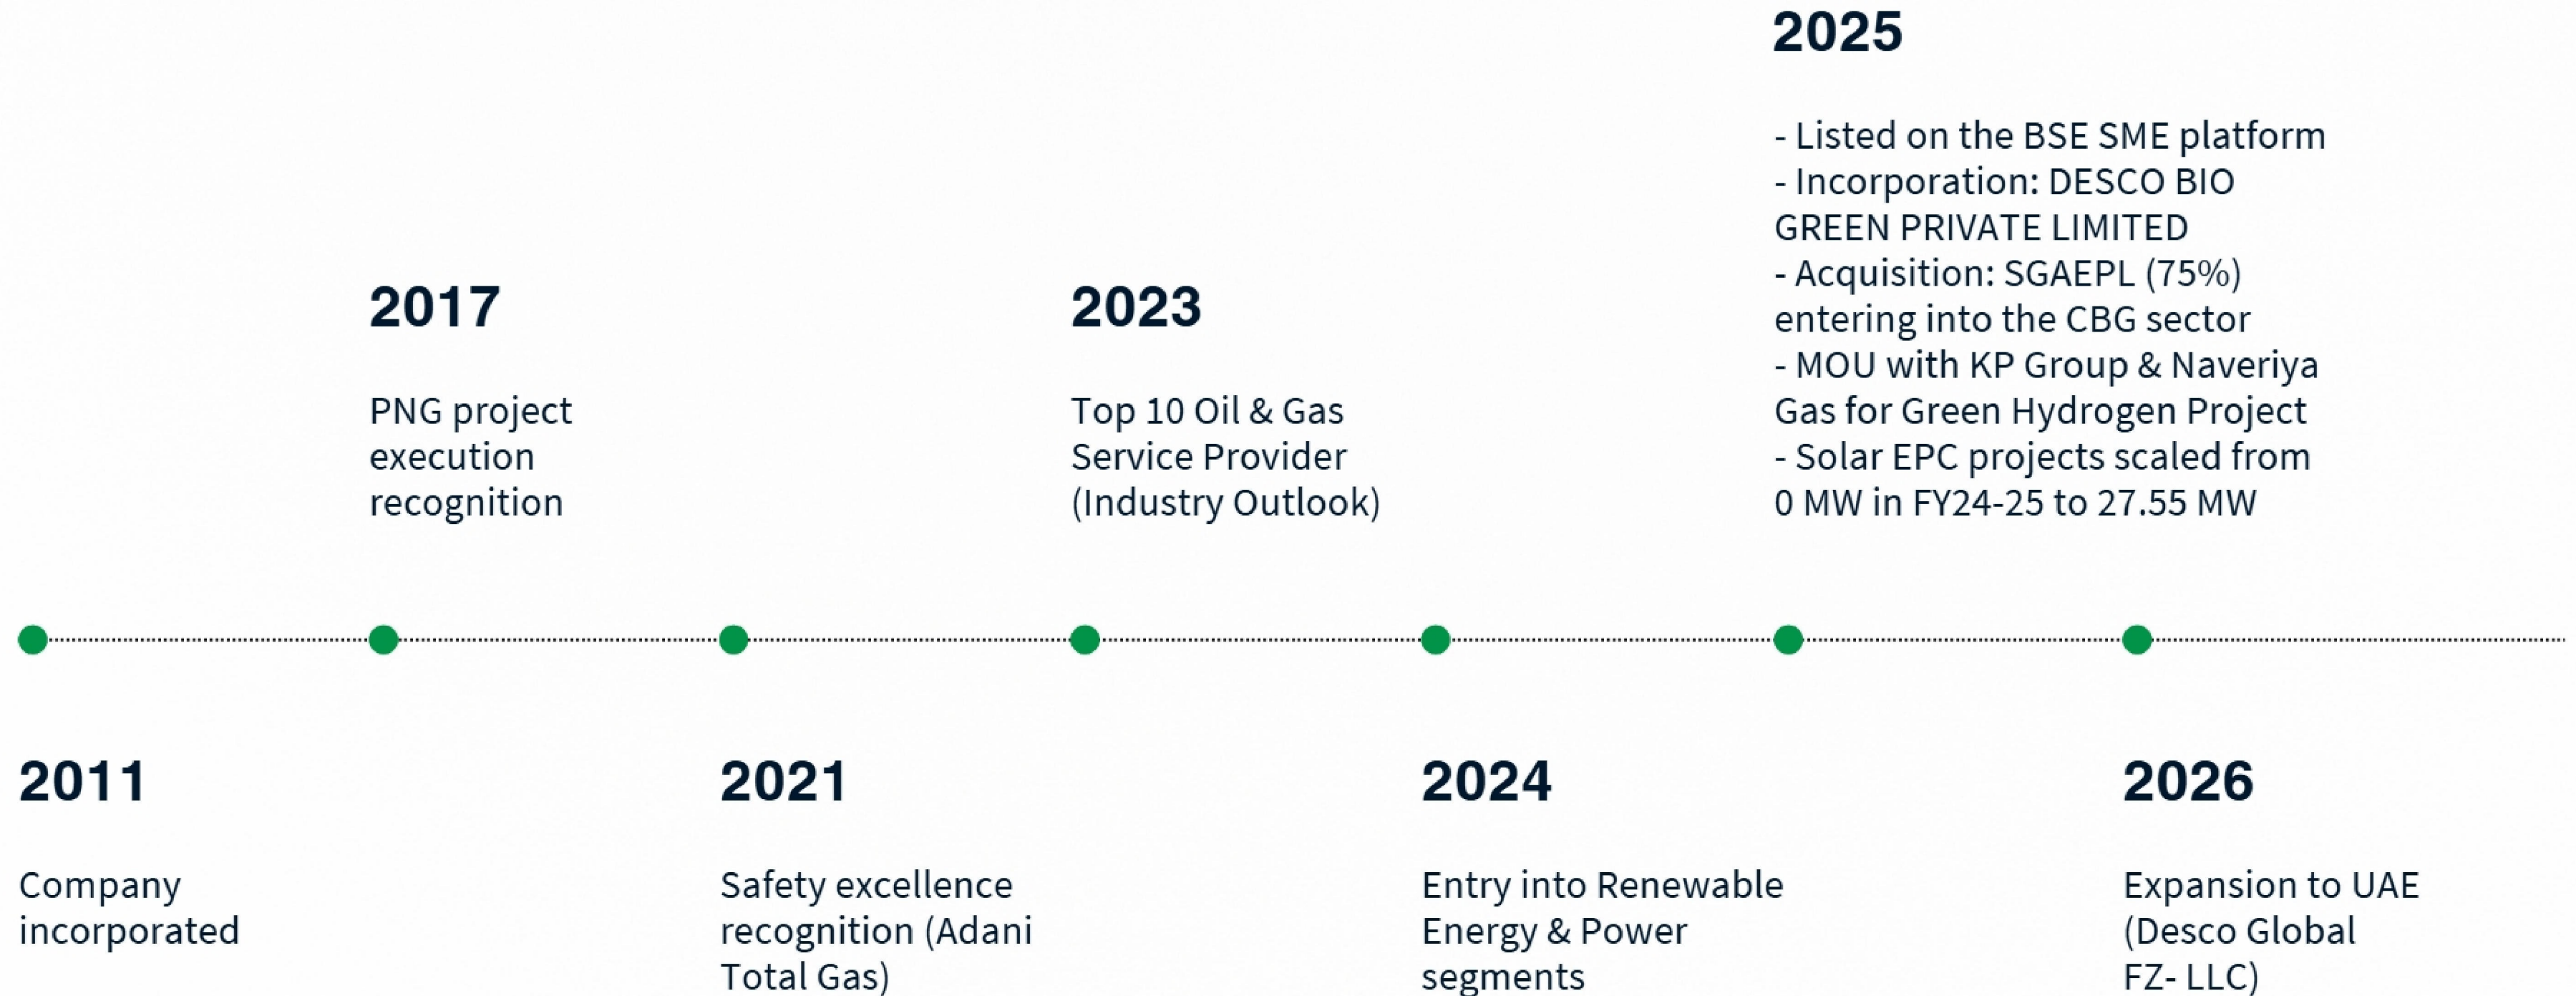 2011
Company
incorporated
2017
PNG project
execution
recognition
2021
Safety excellence
recognition (Adani
Total Gas)
2023
Top 10 Oil & Gas
Service Provider
(Industry Outlook)
2024
Entry into Renewable
Energy & Power
segments
2025
- Listed on the BSE SME platform
- Incorporation: DESCO BIO
GREEN PRIVATE LIMITED
- Acquisition: SGAEPL (75%)
entering into the CBG sector
- MOU with KP Group & Naveriya
Gas for Green Hydrogen Project
- Solar EPC projects scaled from
0 MW in FY24-25 to 27.55 MW
2026
Expansion to UAE
(Desco Global
FZ- LLC)